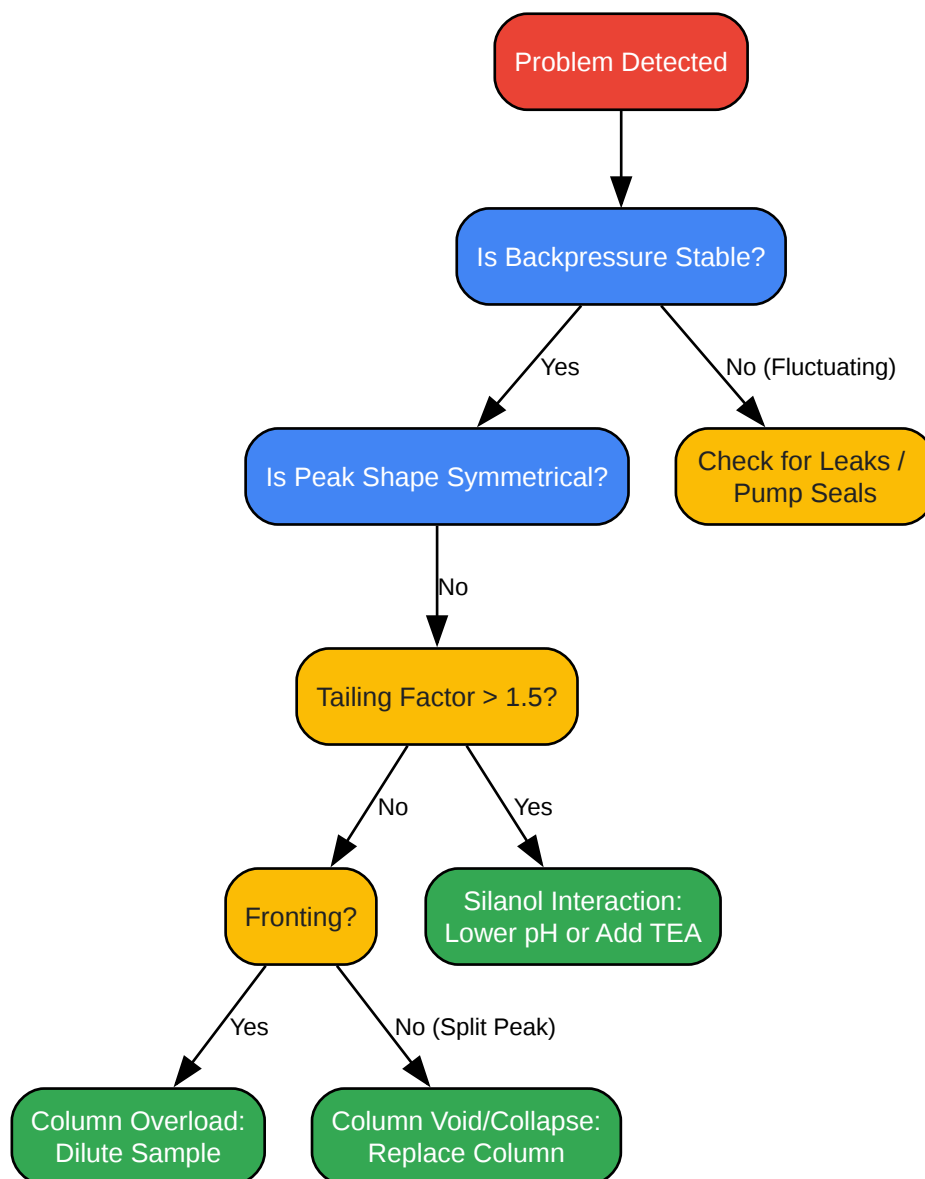 Problem Detected
Is Backpressure Stable?
Yes
No (Fluctuating)
Is Peak Shape Symmetrical?
Check for Leaks /
Pump Seals
No
Tailing Factor > 1.5?
No
Yes
Fronting?
Silanol Interaction:
Lower pH or Add TEA
Yes
No (Split Peak)
Column Overload:
Dilute Sample
Column Void/Collapse:
Replace Column